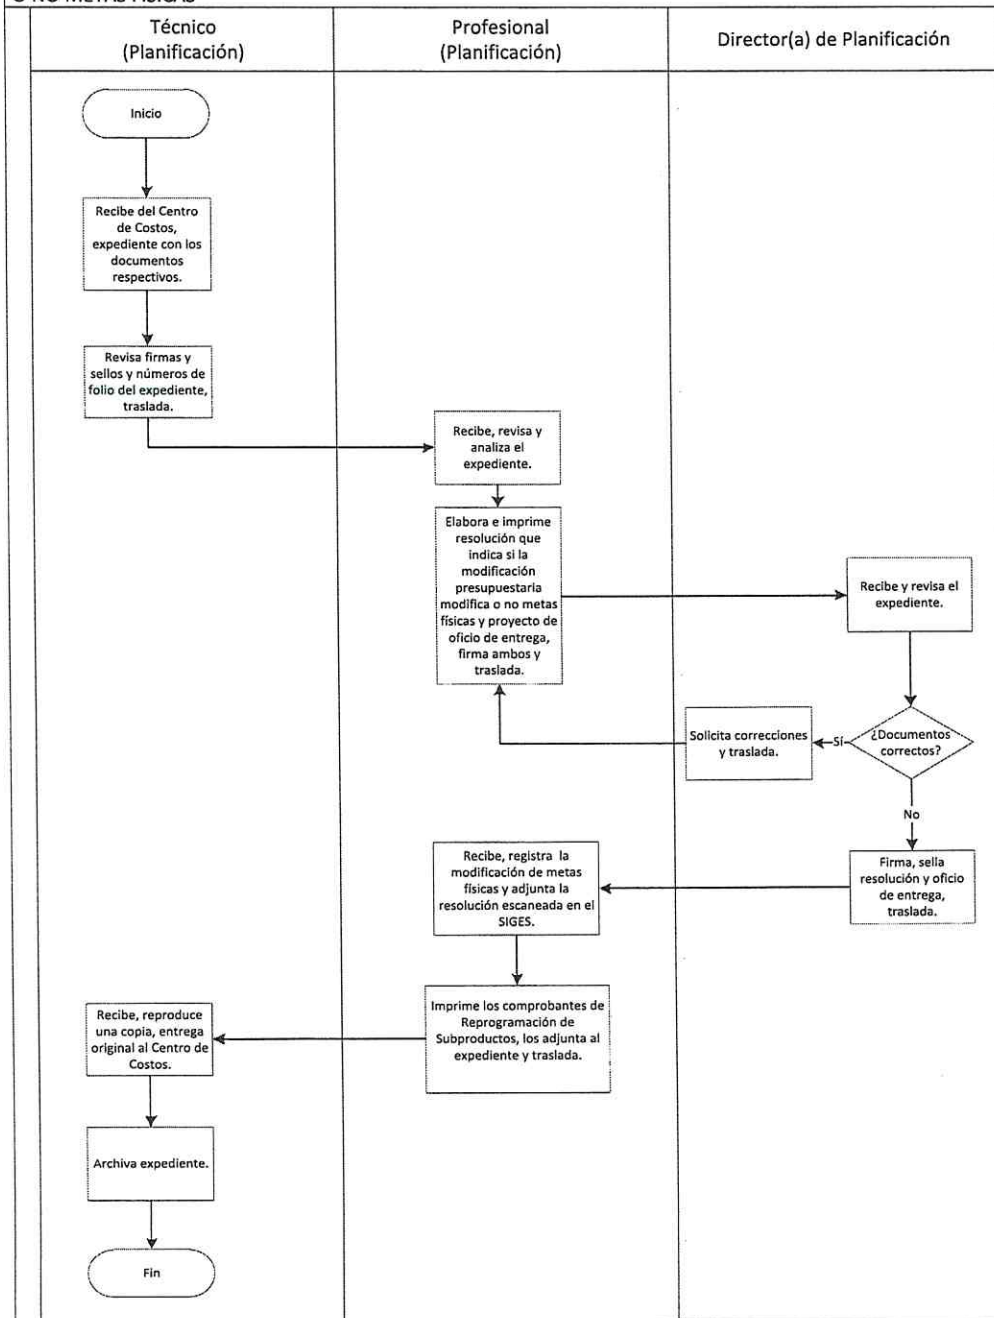 O NO METAS FÍSICAS
Técnico
(Planificación)
Profesional
(Planificación)
Director(a) de Planificación
Inicio
Recibe del Centro
de Costos,
expediente con los
documentos
respectivos.
Revisa firmas y
sellos y números de
folio del expediente,
traslada.
Recibe, revisa y
analiza el
expediente.
Elabora e imprime
resolución que
indica si la
modificación
presupuestaria
modifica o no metas
físicas y proyecto de
oficio de entrega,
firma ambos y
traslada.
Recibe y revisa el
expediente.
¿Documentos
correctos?
Sí
Solicita correcciones
y traslada.
No
Firma, sella
resolución y oficio
de entrega,
traslada.
Recibe, registra la
modificación de metas
físicas y adjunta la
resolución escaneada en el
SIGES.
Imprime los comprobantes de
Reprogramación de
Subproductos, los adjunta al
expediente y traslada.
Recibe, reproduce
una copia, entrega
original al Centro de
Costos.
Archiva expediente.
Fin